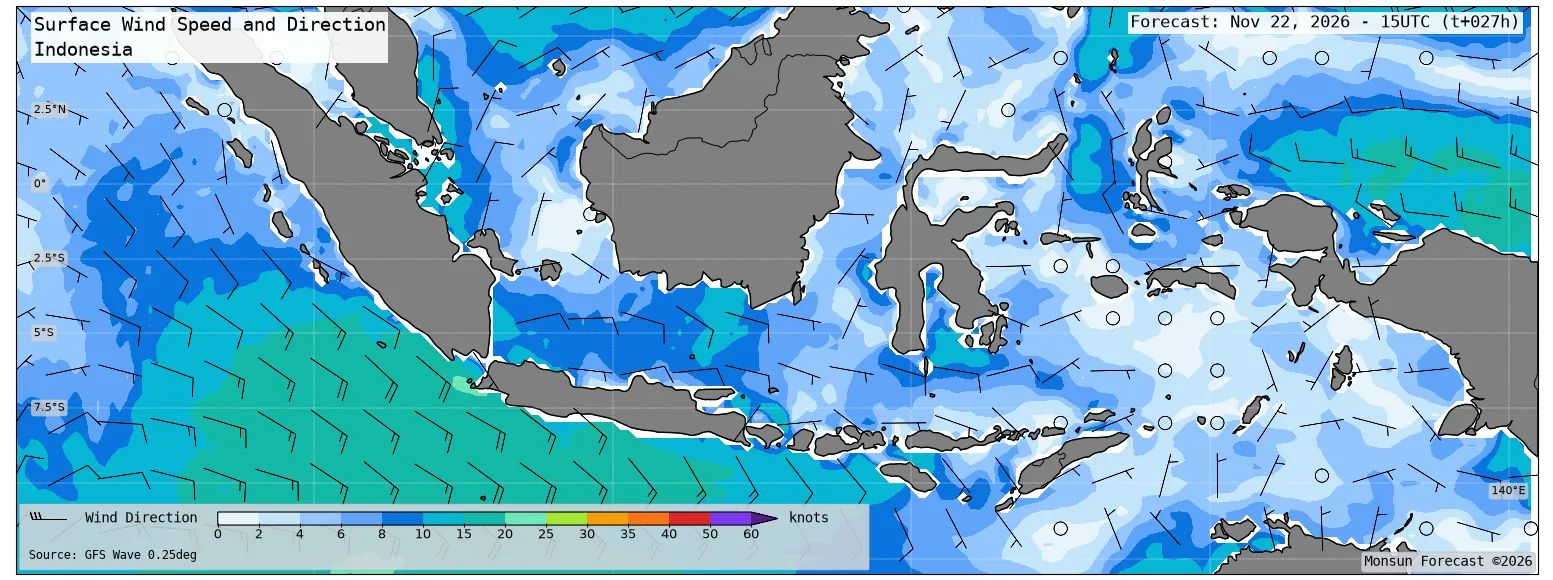 Surface Wind Speed and Direction
Indonesia
Forecast: Nov 22, 2026 - 15UTC (t+027h)
2.5°N
0°
2.5°S
5°S
7.5°S
140°E
Wind Direction
0 2 4 6 8 10 15 20 25 30 35 40 50 60
knots
Source: GFS Wave 0.25deg
Monsun Forecast ©2026